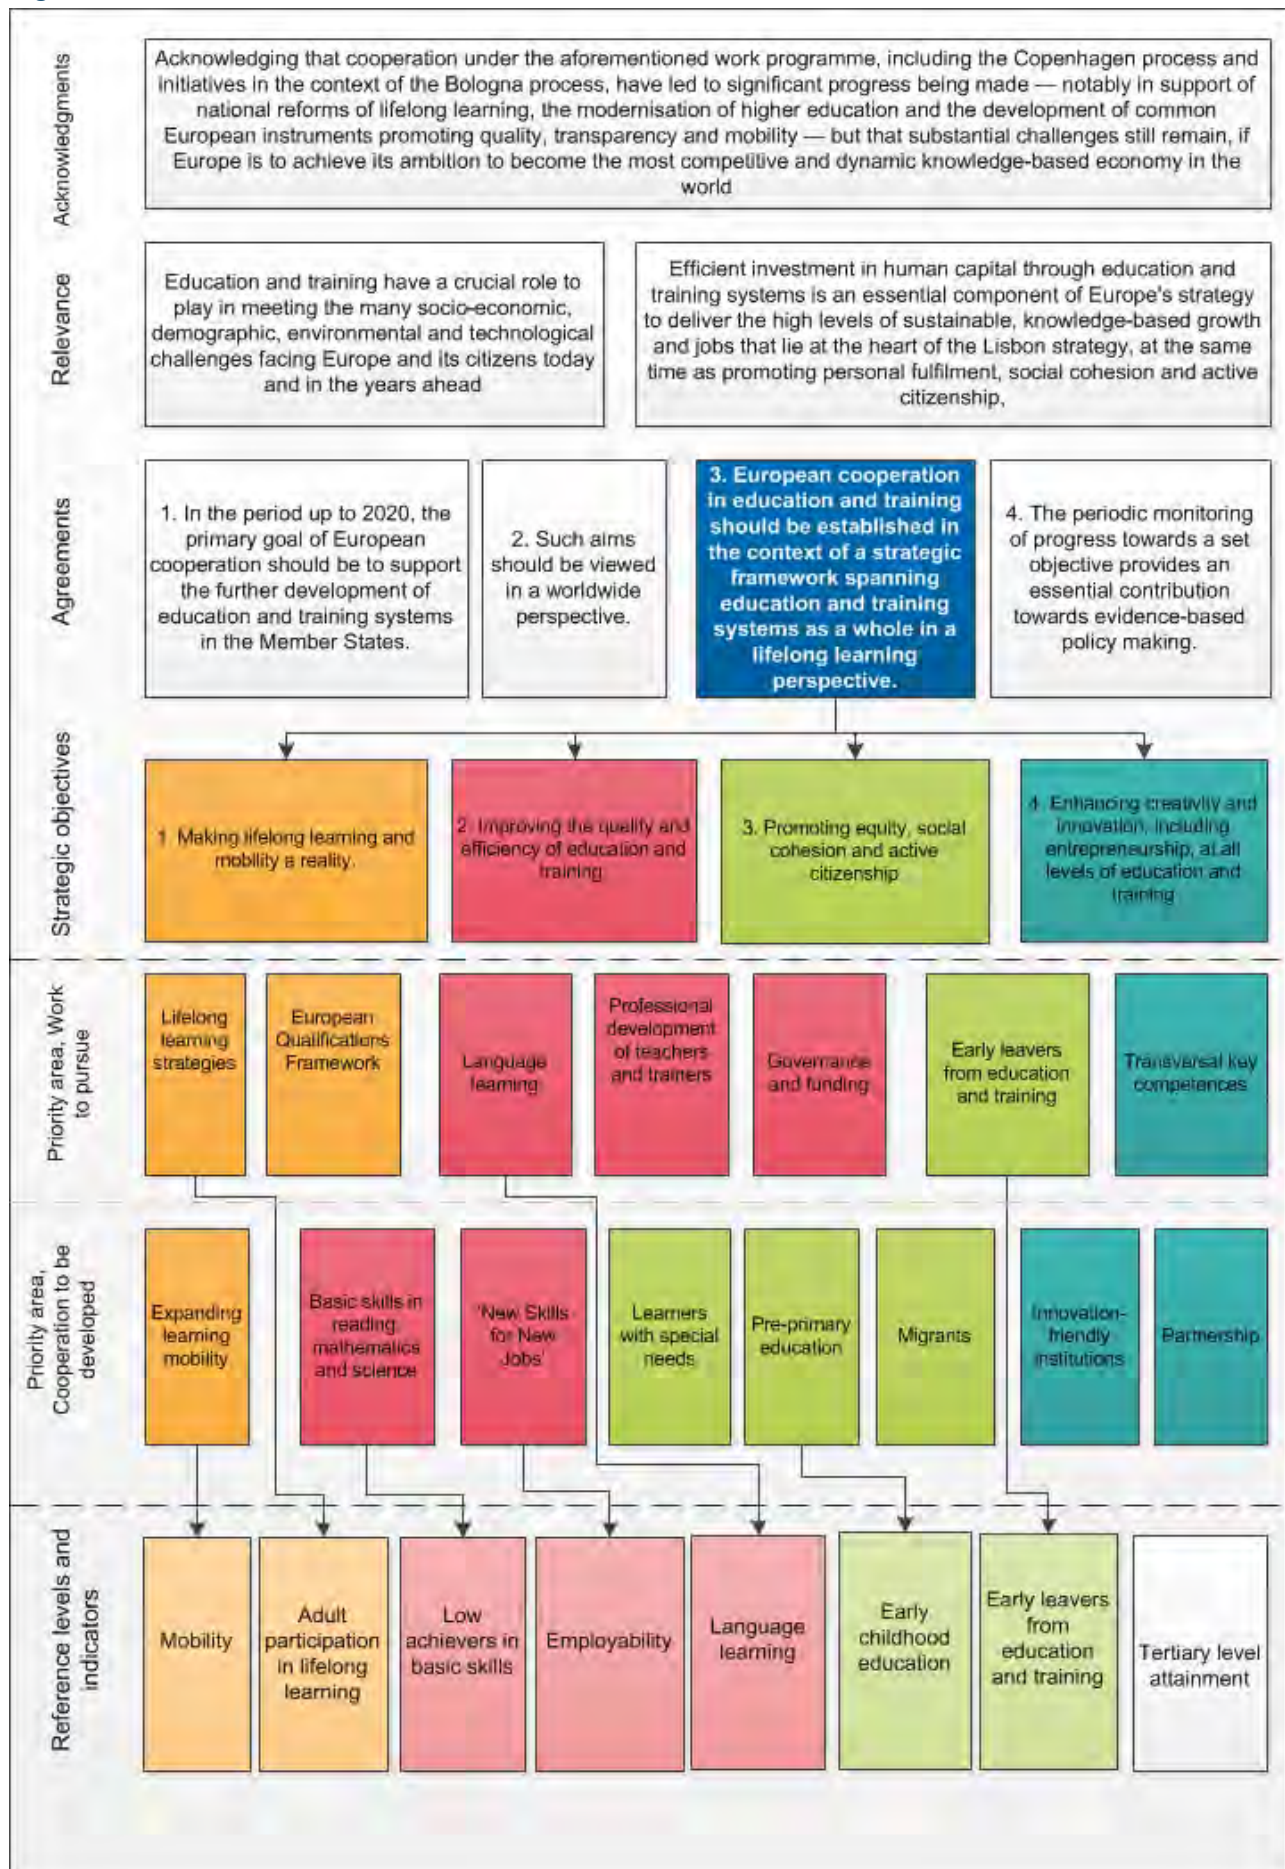 Acknowledgments
Acknowledging that cooperation under the aforementioned work programme, including the Copenhagen process and
initiatives in the context of the Bologna process, have led to significant progress being made — notably in support of
national reforms of lifelong learning, the modernisation of higher education and the development of common
European instruments promoting quality, transparency and mobility — but that substantial challenges still remain, if
Europe is to achieve its ambition to become the most competitive and dynamic knowledge-based economy in the
world
Relevance
Education and training have a crucial role to
play in meeting the many socio-economic,
demographic, environmental and technological
challenges facing Europe and its citizens today
and in the years ahead
Efficient investment in human capital through education and
training systems is an essential component of Europe's strategy
to deliver the high levels of sustainable, knowledge-based growth
and jobs that lie at the heart of the Lisbon strategy, at the same
time as promoting personal fulfilment, social cohesion and active
citizenship,
Agreements
1. In the period up to 2020, the
primary goal of European
cooperation should be to support
the further development of
education and training systems
in the Member States.
2. Such aims
should be viewed
in a worldwide
perspective.
3. European cooperation
in education and training
should be established in
the context of a strategic
framework spanning
education and training
systems as a whole in a
lifelong learning
perspective.
4. The periodic monitoring
of progress towards a set
objective provides an
essential contribution
towards evidence-based
policy making.
Strategic objectives
1. Making lifelong learning and
mobility a reality.
2. Improving the quality and
efficiency of education and
training
3. Promoting equity, social
cohesion and active
citizenship
4. Enhancing creativity and
innovation, including
entrepreneurship, at all
levels of education and
training
Priority area, Work
to pursue
Lifelong
learning
strategies
European
Qualifications
Framework
Language
learning
Professional
development
of teachers
and trainers
Governance
and funding
Early leavers
from education
and training
Transversal key
competences
Priority area,
Cooperation to be
developed
Expanding
learning
mobility
Basic skills in
reading,
mathematics
and science
'New Skills
for New
Jobs'
Learners
with special
needs
Pre-primary
education
Migrants
Innovation-
friendly
institutions
Partnership
Reference levels and
indicators
Mobility
Adult
participation
in lifelong
learning
Low
achievers in
basic skills
Employability
Language
learning
Early
childhood
education
Early leavers
from
education
and training
Tertiary level
attainment